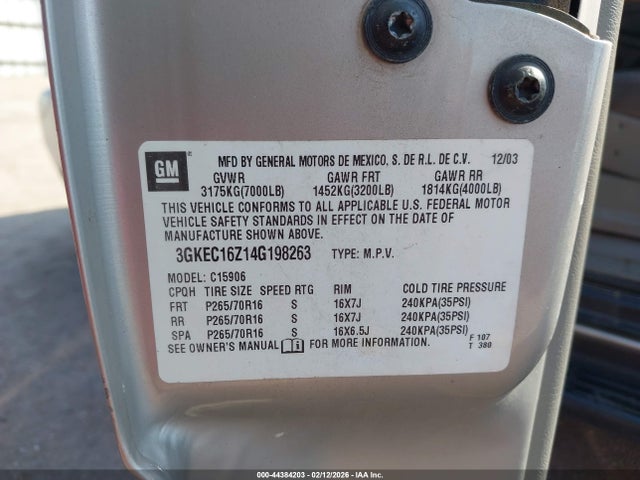 GM
MFD BY GENERAL MOTORS DE MEXICO, S. DE R.L. DE C.V. 12/03
GVWR GAWR FRT GAWR RR
3175KG(7000LB) 1452KG(3200LB) 1814KG(4000LB)
THIS VEHICLE CONFORMS TO ALL APPLICABLE U.S. FEDERAL MOTOR
VEHICLE SAFETY STANDARDS IN EFFECT ON THE DATE OF
MANUFACTURE SHOWN ABOVE.
3GKEC16Z14G198263 TYPE: M.P.V.
MODEL: C15906
CPQH TIRE SIZE SPEED RTG RIM COLD TIRE PRESSURE
FRT P265/70R16 S 16X7J 240KPA(35PSI)
RR P265/70R16 S 16X7J 240KPA(35PSI)
SPA P265/70R16 S 16X6.5J 240KPA(35PSI)
SEE OWNER'S MANUAL FOR MORE INFORMATION.
F 107
T 380
000-44384203 - 02/12/2026 - IAA Inc.